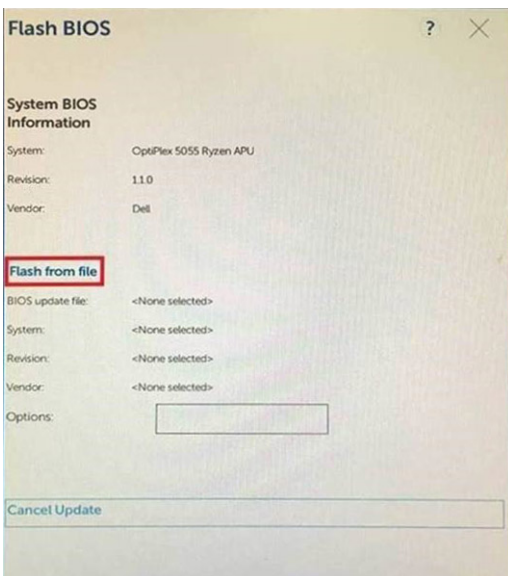 Flash BIOS ?
System BIOS
Information
System: OptiPlex 5055 Ryzen APU
Revision: 1.1.0
Vendor: Dell
Flash from file
BIOS update file: <None selected>
System: <None selected>
Revision: <None selected>
Vendor: <None selected>
Options:
Cancel Update